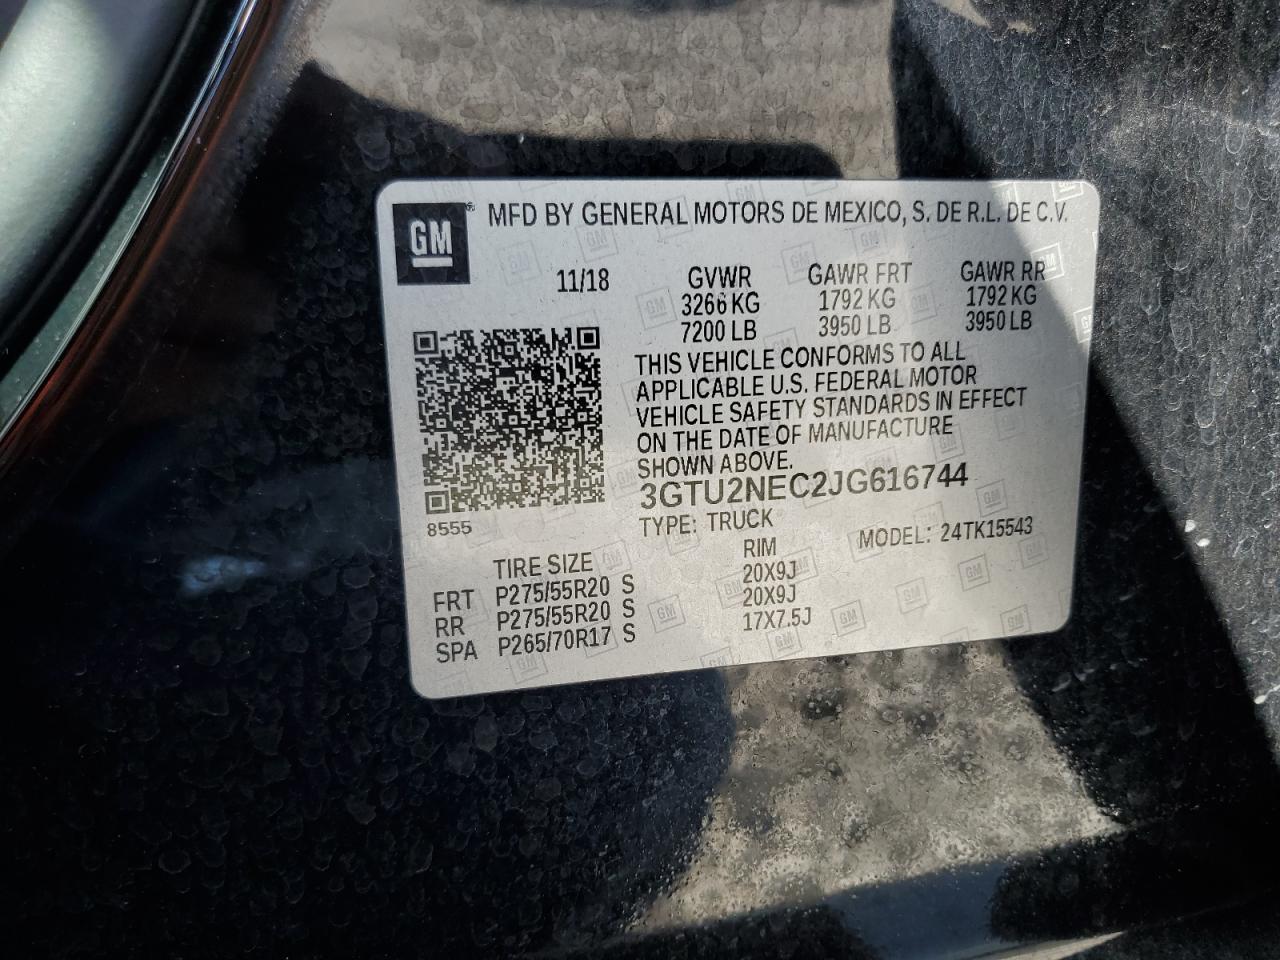 GM ® MFD BY GENERAL MOTORS DE MEXICO, S. DE R.L. DE C.V.
11/18 GVWR GAWR FRT GAWR RR
3266 KG 1792 KG 1792 KG
7200 LB 3950 LB 3950 LB
THIS VEHICLE CONFORMS TO ALL
APPLICABLE U.S. FEDERAL MOTOR
VEHICLE SAFETY STANDARDS IN EFFECT
ON THE DATE OF MANUFACTURE
SHOWN ABOVE.
3GTU2NEC2JG616744
8555 TYPE: TRUCK MODEL: 24TK15543
TIRE SIZE RIM
FRT P275/55R20 S 20X9J
RR P275/55R20 S 20X9J
SPA P265/70R17 S 17X7.5J